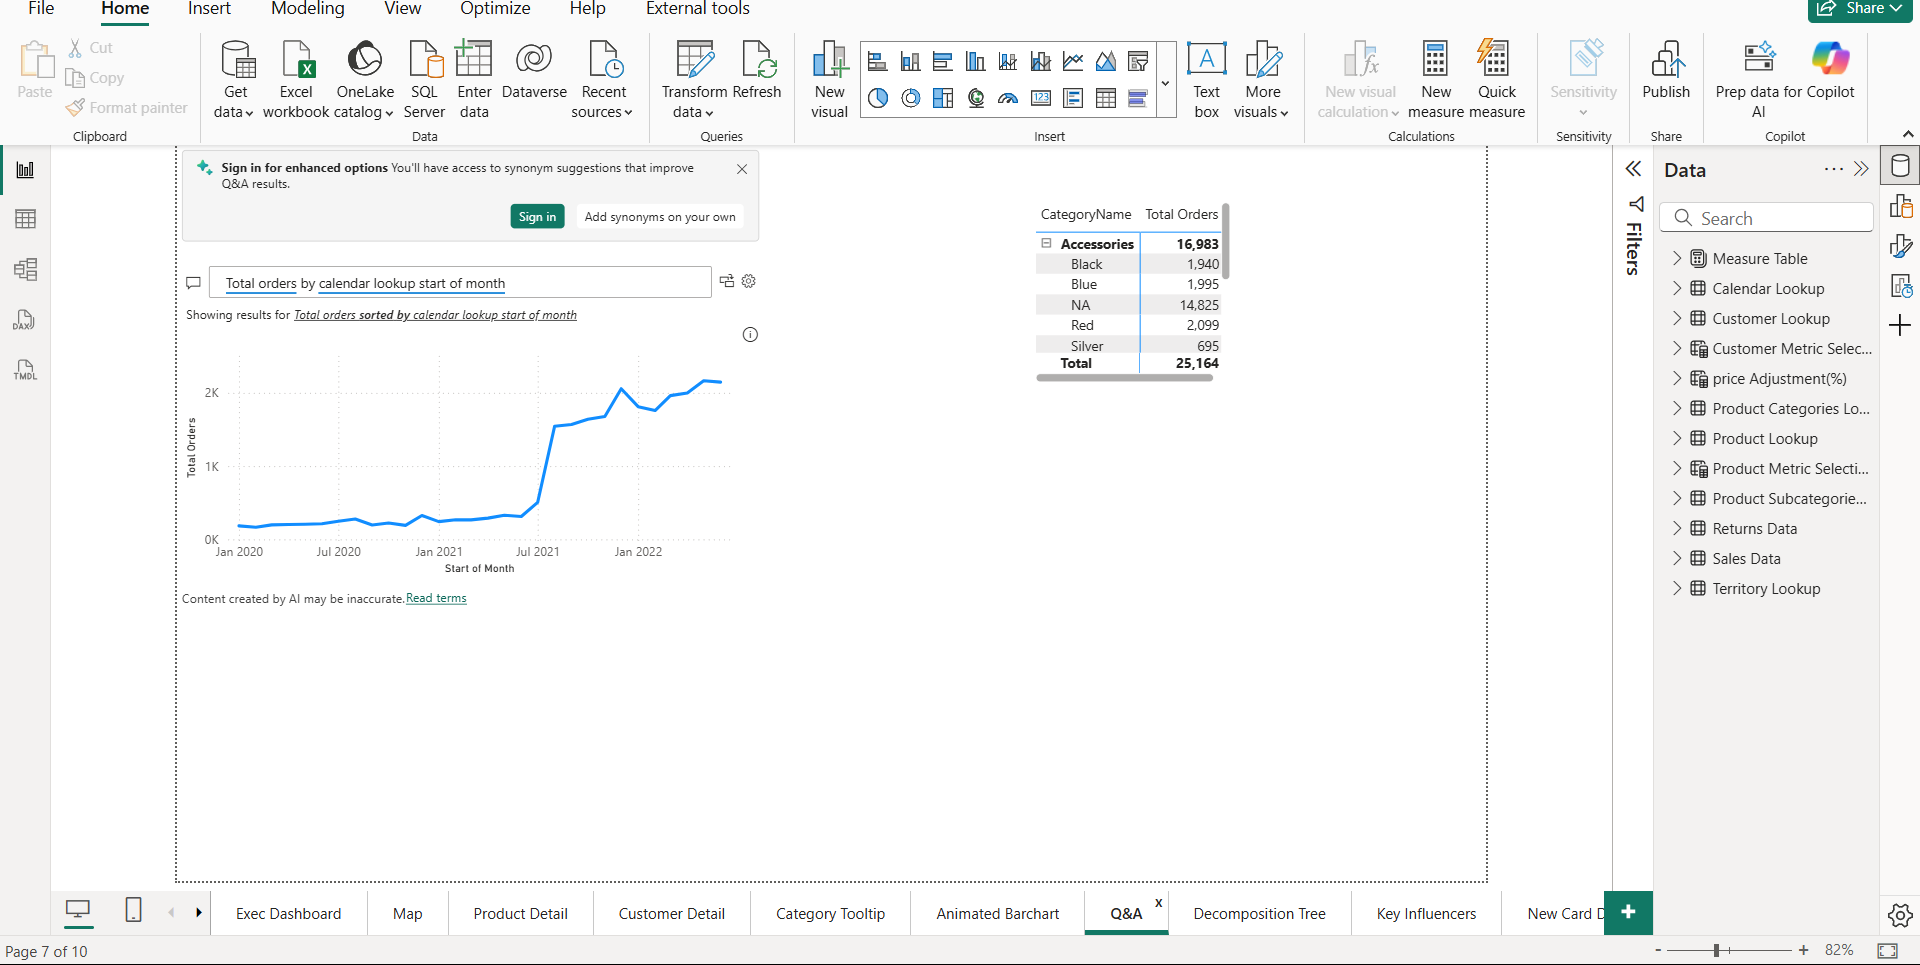 File Home Insert Modeling View Optimize Help External tools
Share
Paste
Cut
Copy
Format painter
Clipboard
Get data
Excel workbook
OneLake catalog
SQL Server
Enter data
Dataverse
Recent sources
Data
Transform data
Refresh
Queries
New visual
123
A
Text box
More visuals
Insert
fx
New visual calculation
New measure
Quick measure
Calculations
Sensitivity
Sensitivity
Publish
Share
Prep data for AI
Copilot
Copilot
DAX
TMDL
Sign in for enhanced options You'll have access to synonym suggestions that improve
Q&A results.
Sign in Add synonyms on your own
Total orders by calendar lookup start of month
Showing results for Total orders sorted by calendar lookup start of month
Total Orders
2K
1K
0K
Jan 2020 Jul 2020 Jan 2021 Jul 2021 Jan 2022
Start of Month
Content created by AI may be inaccurate. Read terms
CategoryName Total Orders
Accessories 16,983
Black 1,940
Blue 1,995
NA 14,825
Red 2,099
Silver 695
Total 25,164
Filters
Data
Search
Measure Table
Calendar Lookup
Customer Lookup
Customer Metric Selec...
price Adjustment(%)
Product Categories Lo...
Product Lookup
Product Metric Selecti...
Product Subcategorie...
Returns Data
Sales Data
Territory Lookup
Exec Dashboard Map Product Detail Customer Detail Category Tooltip Animated Barchart Q&A x Decomposition Tree Key Influencers New Card D
Page 7 of 10
- + 82%